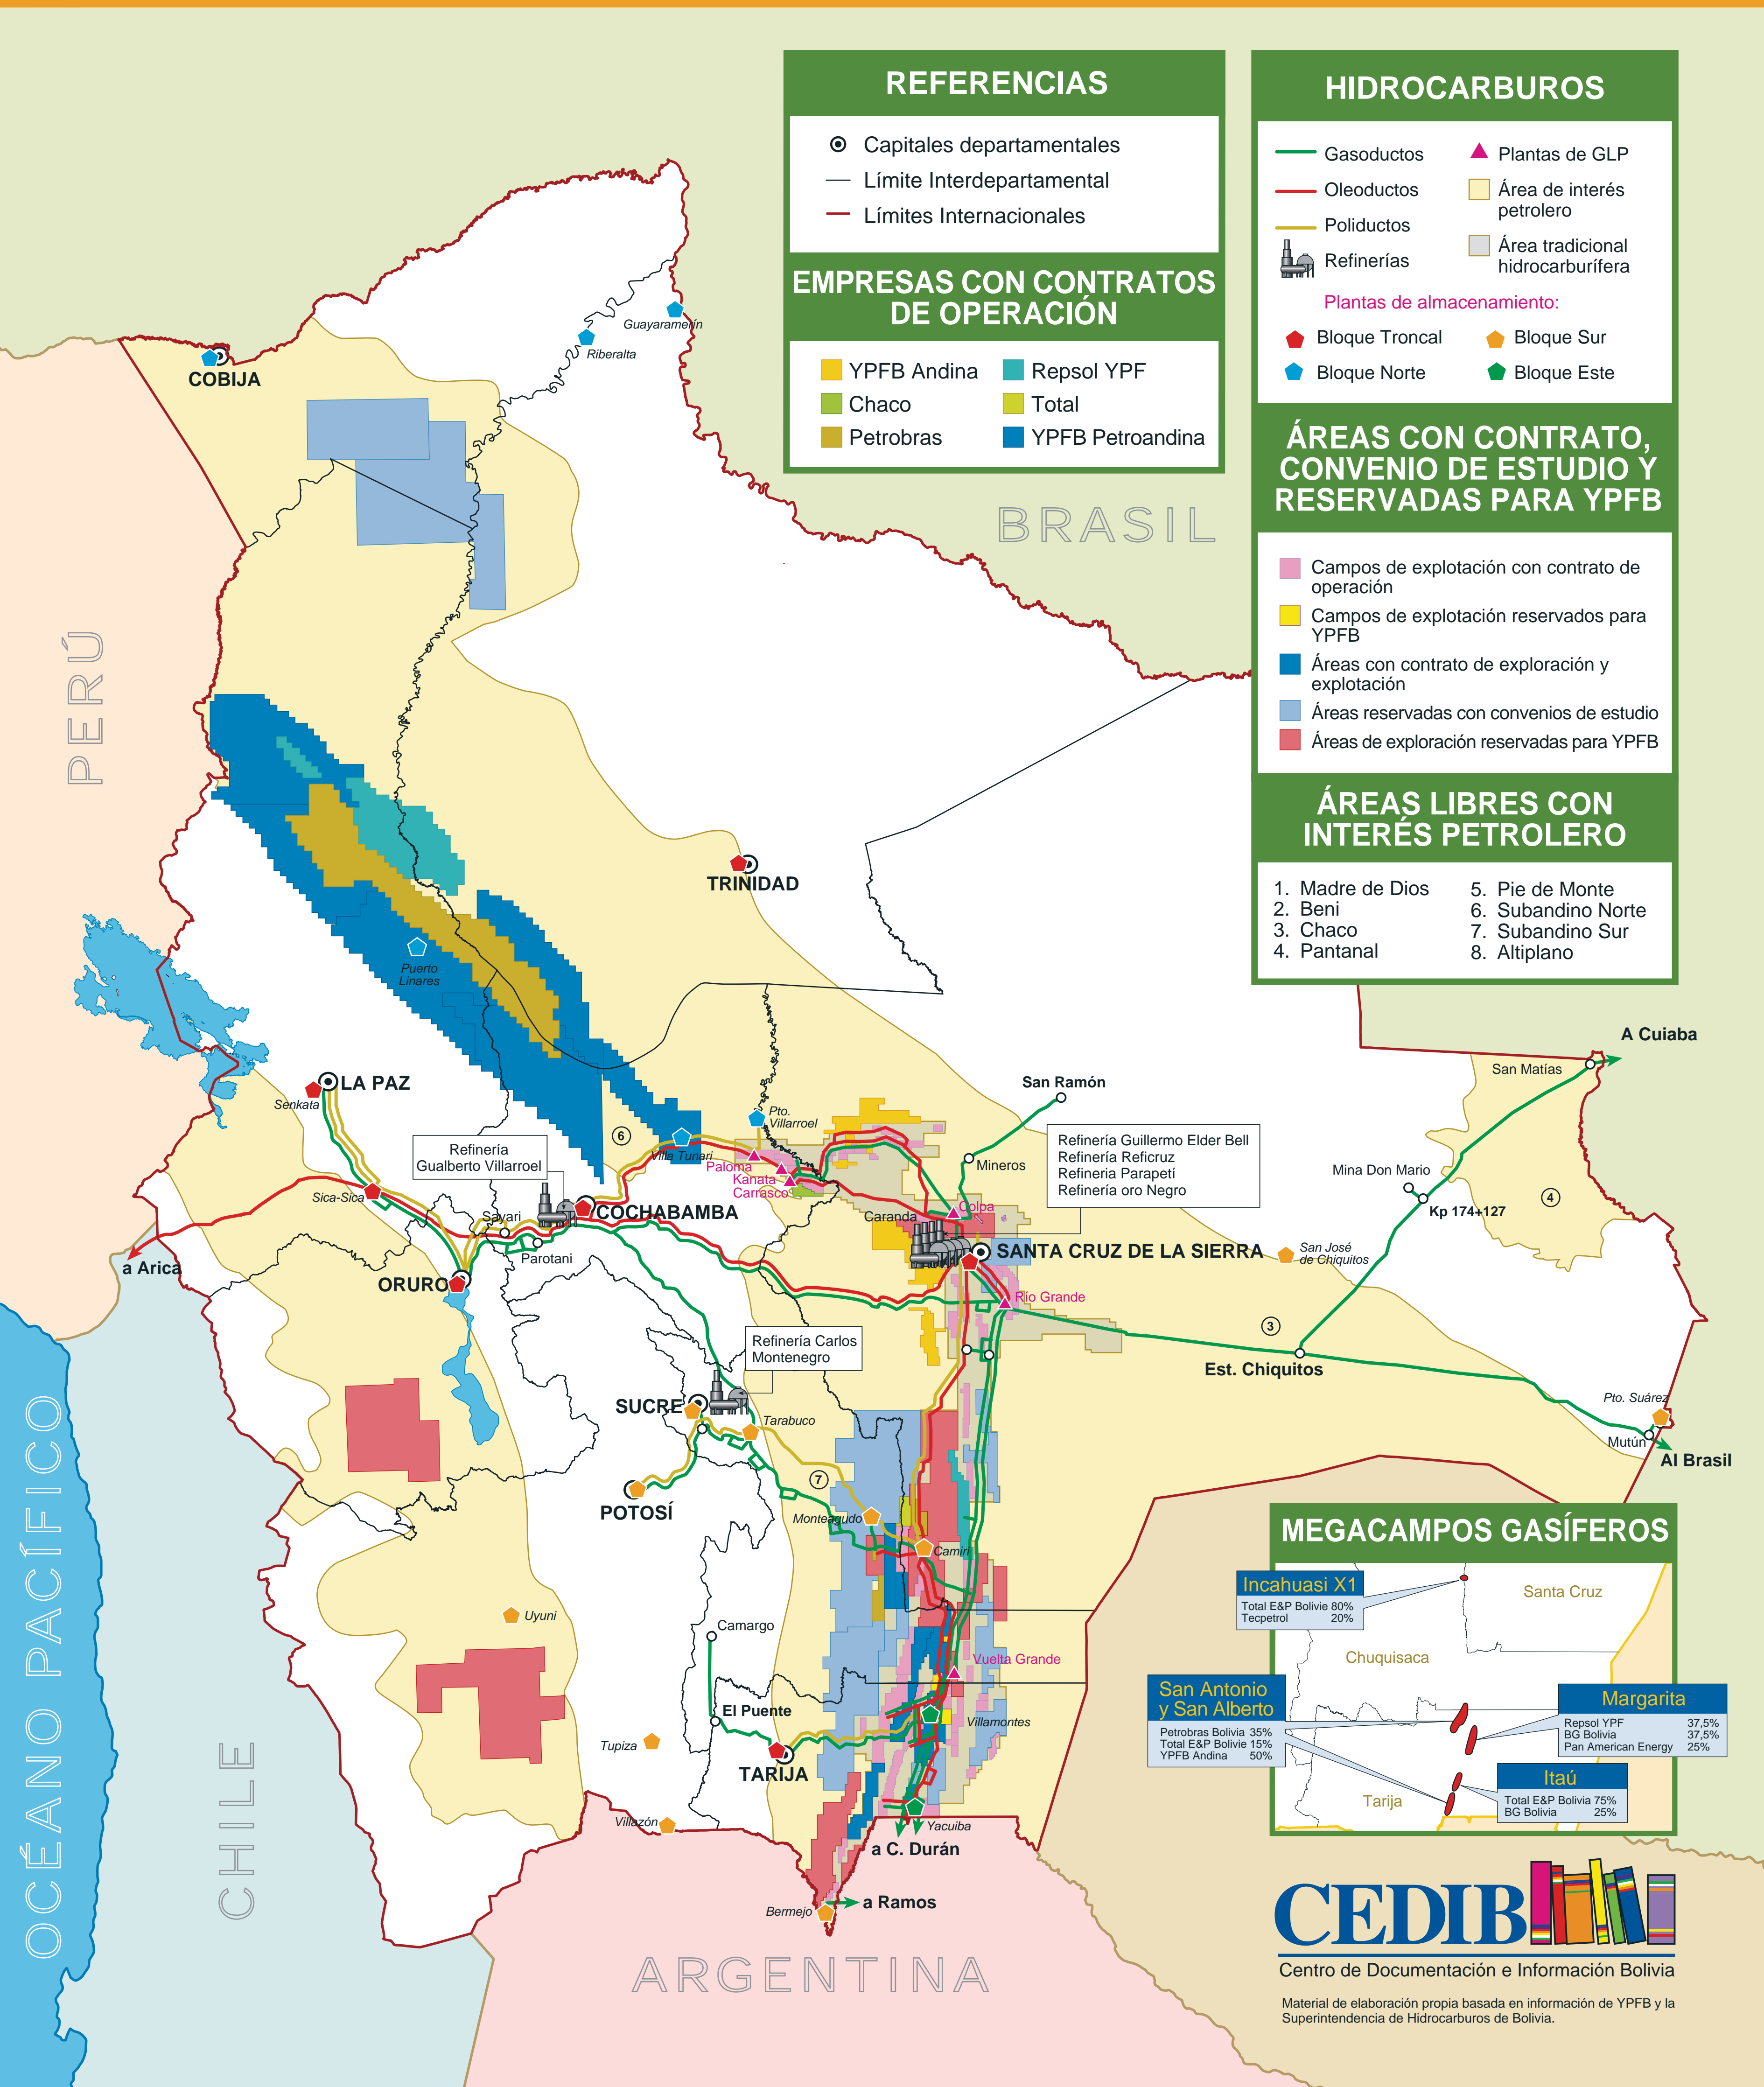 REFERENCIAS
Capitales departamentales
Límite Interdepartamental
Límites Internacionales
EMPRESAS CON CONTRATOS
DE OPERACIÓN
YPFB Andina
Repsol YPF
Chaco
Total
Petrobras
YPFB Petroandina
HIDROCARBUROS
Gasoductos
Oleoductos
Poliductos
Refinerías
Plantas de GLP
Área de interés
petrolero
Área tradicional
hidrocarburífera
Plantas de almacenamiento:
Bloque Troncal
Bloque Sur
Bloque Norte
Bloque Este
ÁREAS CON CONTRATO,
CONVENIO DE ESTUDIO Y
RESERVADAS PARA YPFB
Campos de explotación con contrato de
operación
Campos de explotación reservados para
YPFB
Áreas con contrato de exploración y
explotación
Áreas reservadas con convenios de estudio
Áreas de exploración reservadas para YPFB
ÁREAS LIBRES CON
INTERÉS PETROLERO
1. Madre de Dios
2. Beni
3. Chaco
4. Pantanal
5. Pie de Monte
6. Subandino Norte
7. Subandino Sur
8. Altiplano
Guayaramerín
Riberalta
COBIJA
BRASIL
PERÚ
TRINIDAD
Puerto
Linares
A Cuiaba
San Matías
LA PAZ
Senkata
San Ramón
Pto.
Villarroel
6
Refinería
Gualberto Villarroel
Villa Tunari
Paloma
Kanata
Carrasco
Refinería Guillermo Elder Bell
Refinería Reficruz
Refineria Parapetí
Refinería oro Negro
Mineros
Mina Don Mario
4
Kp 174+127
Sica-Sica
Sayari
COCHABAMBA
Colpa
Caranda
Parotani
SANTA CRUZ DE LA SIERRA
San José
de Chiquitos
a Arica
ORURO
Rio Grande
3
Refinería Carlos
Montenegro
Est. Chiquitos
SUCRE
Tarabuco
Pto. Suárez
Mutún
Al Brasil
7
POTOSÍ
Monteagudo
Camiri
Uyuni
Camargo
Vuelta Grande
El Puente
Villamontes
Tupiza
TARIJA
Villazón
Yacuiba
a C. Durán
a Ramos
Bermejo
OCÉANO PACÍFICO
CHILE
ARGENTINA
MEGACAMPOS GASÍFEROS
Incahuasi X1
Total E&P Bolivie 80%
Tecpetrol 20%
Santa Cruz
Chuquisaca
San Antonio
y San Alberto
Petrobras Bolivia 35%
Total E&P Bolivie 15%
YPFB Andina 50%
Margarita
Repsol YPF 37,5%
BG Bolivia 37,5%
Pan American Energy 25%
Itaú
Total E&P Bolivia 75%
BG Bolivia 25%
Tarija
CEDIB
Centro de Documentación e Información Bolivia
Material de elaboración propia basada en información de YPFB y la
Superintendencia de Hidrocarburos de Bolivia.